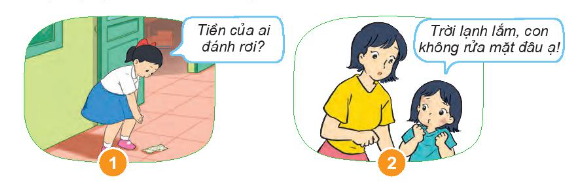 Tiền của ai
đánh rơi?
Trời lạnh lắm, con
không rửa mặt đâu ạ!
1
2